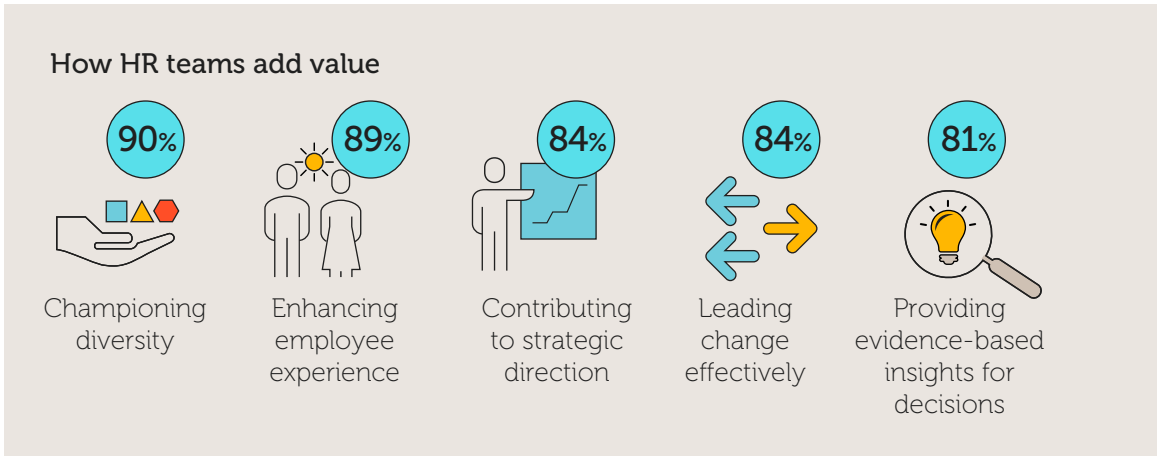 How HR teams add value
90%
89%
84%
84%
81%
Championing
diversity
Enhancing
employee
experience
Contributing
to strategic
direction
Leading
change
effectively
Providing
evidence-based
insights for
decisions